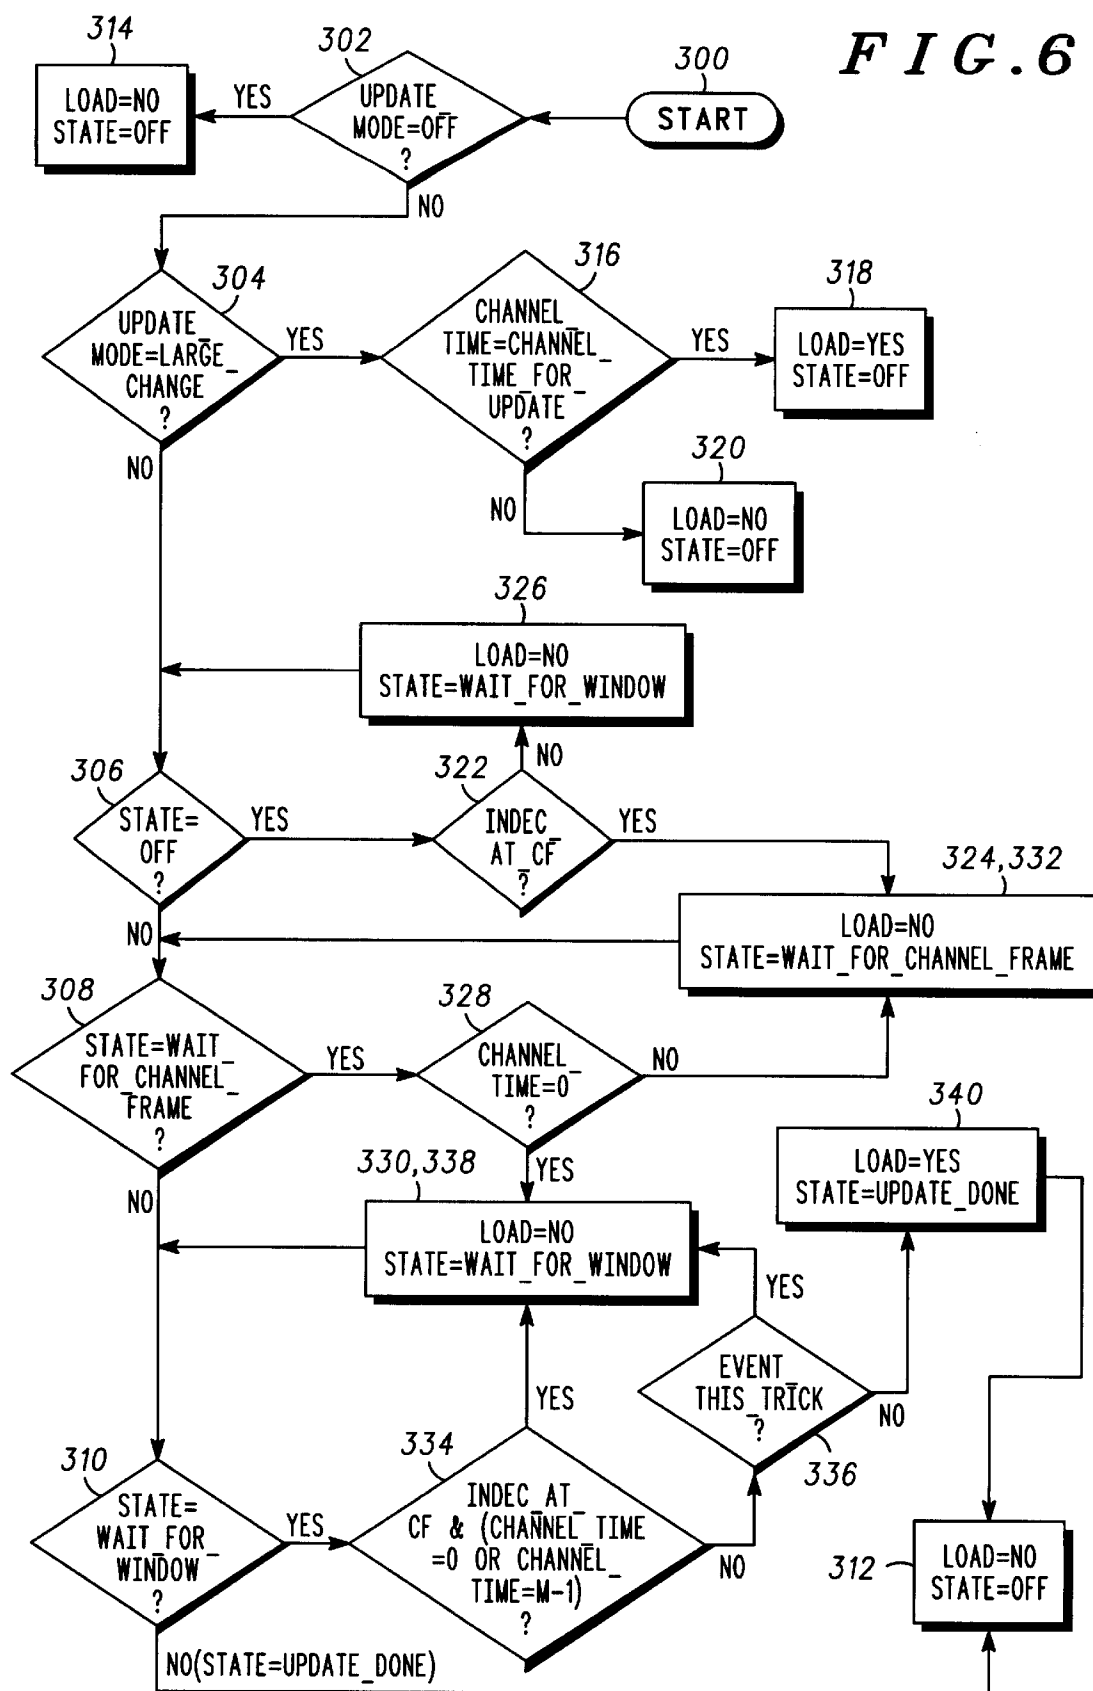 FIG.6
314
302
300
LOAD=NO
STATE=OFF
YES
UPDATE_
MODE=OFF
?
START
NO
304
316
318
UPDATE_
MODE=LARGE_
CHANGE
?
YES
CHANNEL_
TIME=CHANNEL_
TIME_FOR_
UPDATE
?
YES
LOAD=YES
STATE=OFF
NO
NO
320
LOAD=NO
STATE=OFF
326
LOAD=NO
STATE=WAIT_FOR_WINDOW
NO
306
322
STATE=
OFF
?
YES
INDEC_
AT_CF
?
YES
324,332
NO
LOAD=NO
STATE=WAIT_FOR_CHANNEL_FRAME
308
328
STATE=WAIT_
FOR_CHANNEL_
FRAME
?
YES
CHANNEL_
TIME=0
?
NO
340
NO
YES
330,338
LOAD=YES
STATE=UPDATE_DONE
LOAD=NO
STATE=WAIT_FOR_WINDOW
YES
EVENT_
THIS_TRICK
?
NO
336
YES
310
334
STATE=
WAIT_FOR_
WINDOW
?
YES
INDEC_AT_
CF & (CHANNEL_TIME
=0 OR CHANNEL_
TIME=M-1)
?
NO
312
LOAD=NO
STATE=OFF
NO(STATE=UPDATE_DONE)